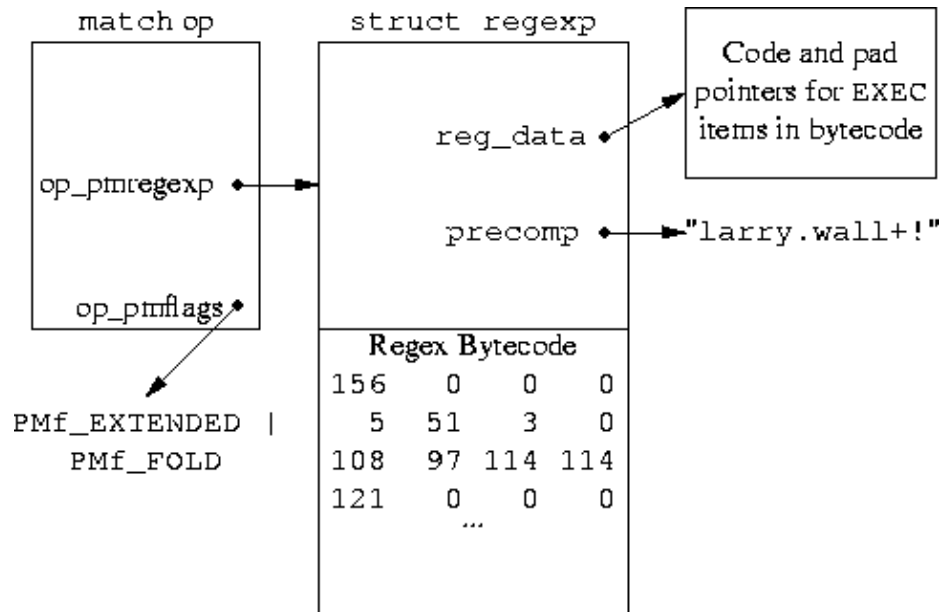 match op
struct regexp
Code and pad
pointers for EXEC
items in bytecode
reg_data
op_pmregexp
precomp
"larry.wall+!"
op_pmflags
Regex Bytecode
156 0 0 0
PMf_EXTENDED |
5 51 3 0
PMf_FOLD
108 97 114 114
121 0 0 0
...